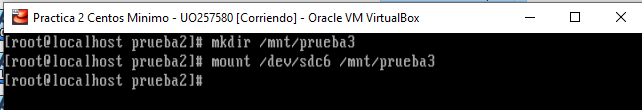 Practica 2 Centos Minimo - UO257580 [Corriendo] - Oracle VM VirtualBox
[root@localhost prueba2]# mkdir /mnt/prueba3
[root@localhost prueba2]# mount /dev/sdc6 /mnt/prueba3
[root@localhost prueba2]#